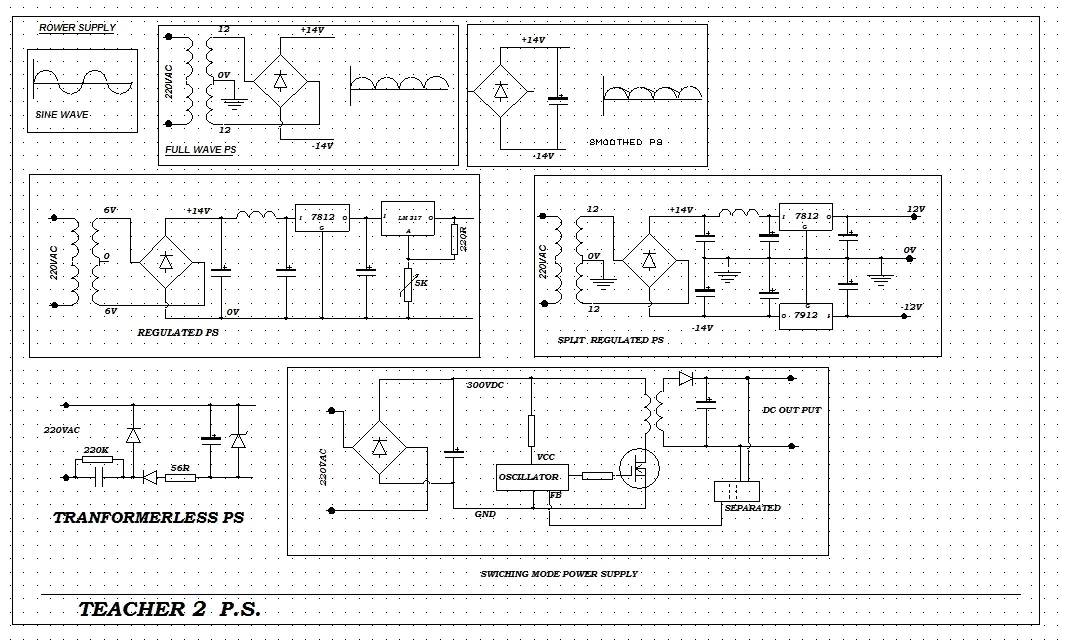 ROWER SUPPLY
SINE WAVE
220VAC
12
0V
12
+14V
-14V
FULL WAVE PS
+14V
-14V
SMOOTHED PS
220VAC
6V
0
6V
+14V
I 7812 O
G
I LM 317 O
A
220R
5K
0V
REGULATED PS
220VAC
12
0V
12
+14V
I 7812 O
G
12V
0V
G
O 7912 I
-12V
-14V
SPLIT REGULATED PS
220VAC
220K
56R
TRANFORMERLESS PS
220VAC
300VDC
VCC
OSCILLATOR
FB
GND
DC OUT PUT
SEPARATED
SWICHING MODE POWER SUPPLY
TEACHER 2 P.S.